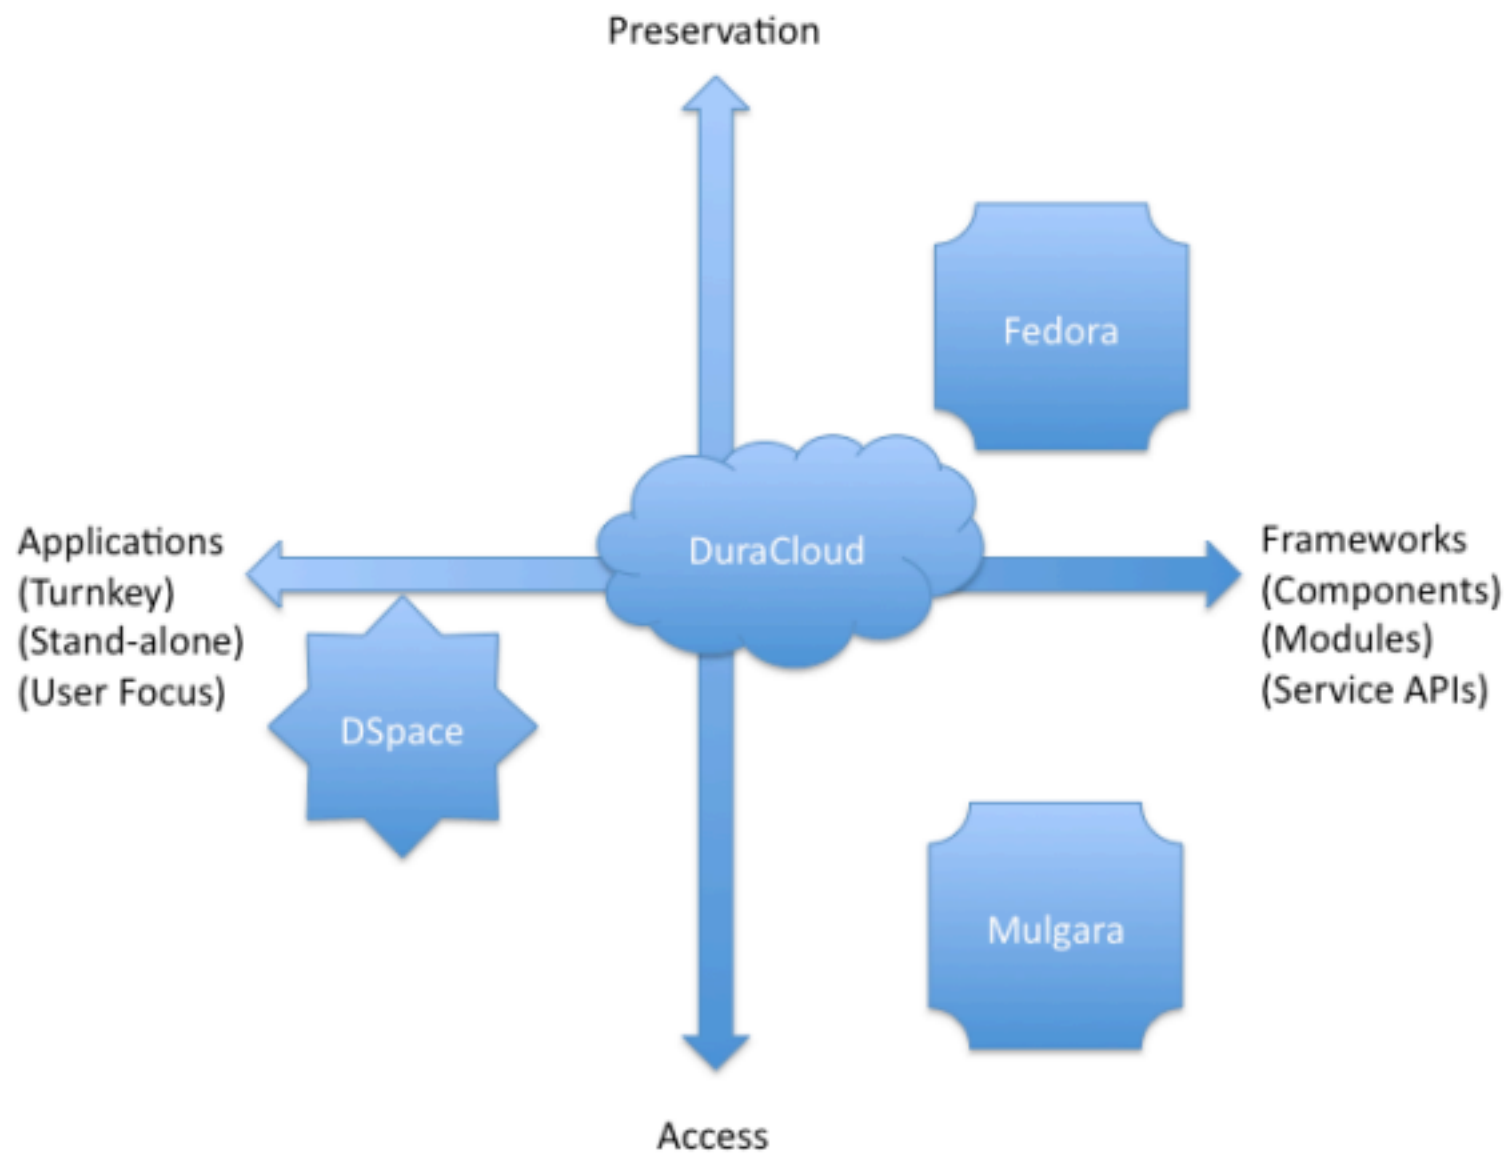 Preservation
Fedora
DuraCloud
Applications
(Turnkey)
(Stand-alone)
(User Focus)
Frameworks
(Components)
(Modules)
(Service APIs)
DSpace
Mulgara
Access